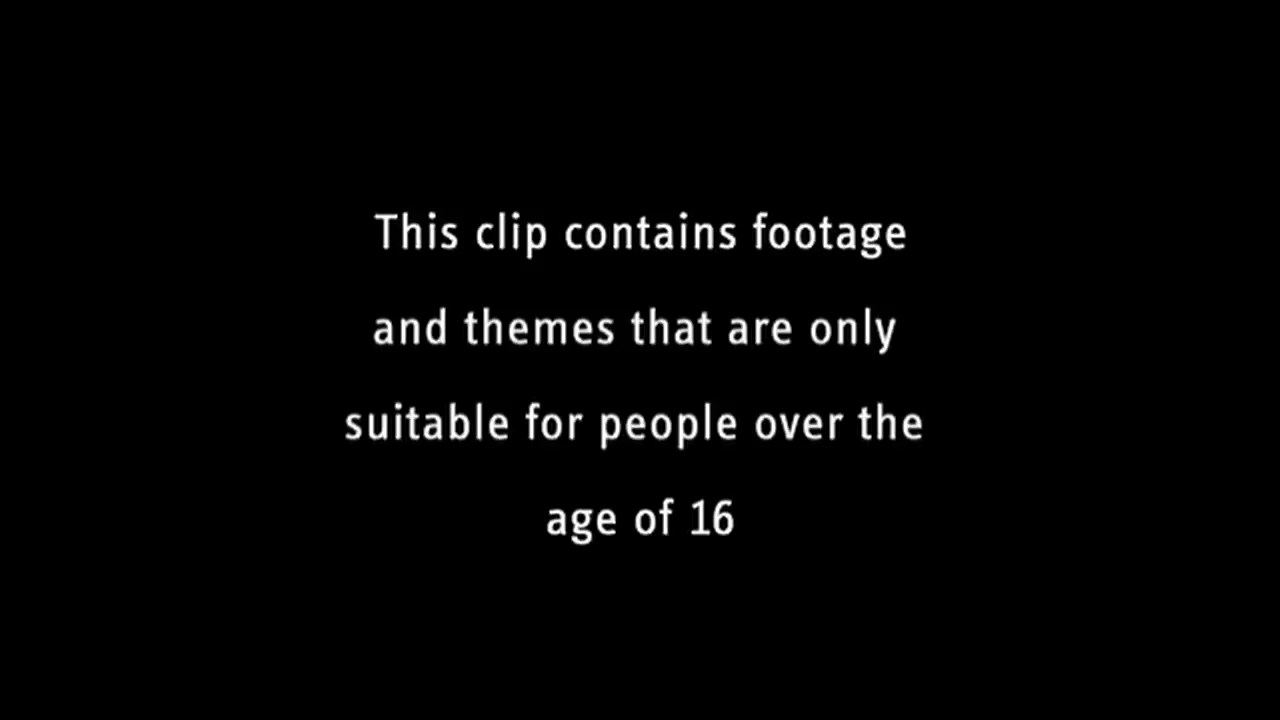 This clip contains footage
and themes that are only
suitable for people over the
age of 16